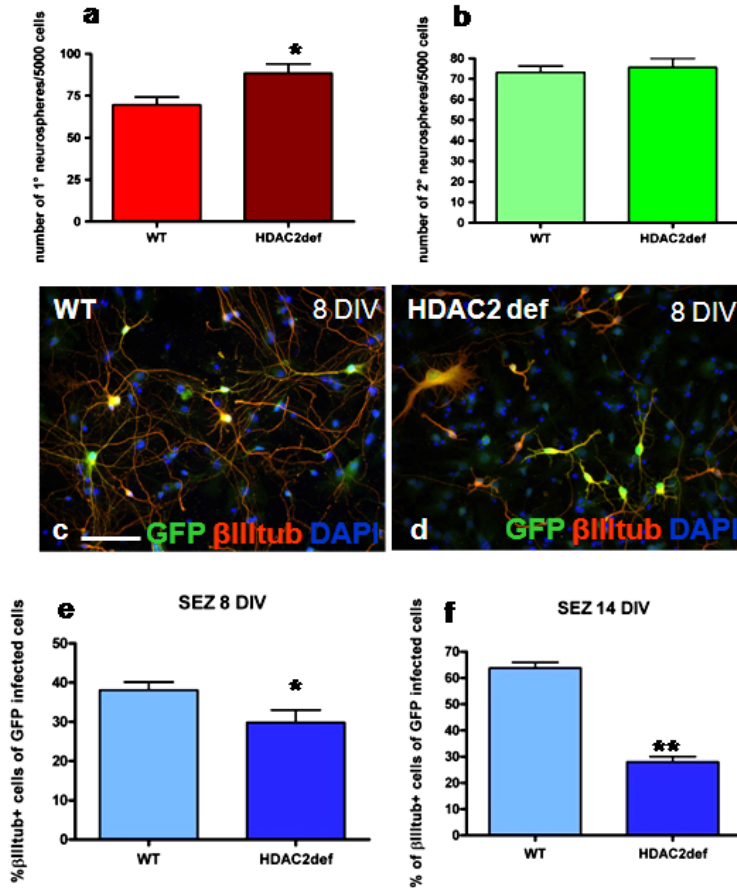 a
number of 1° neurospheres/5000 cells
100
75
50
25
0
*
WT
HDAC2def
b
number of 2° neurospheres/5000 cells
80
70
60
50
40
30
20
10
0
WT
HDAC2def
WT
8 DIV
c
GFP βIIItub DAPI
HDAC2 def
8 DIV
d
GFP βIIItub DAPI
e
SEZ 8 DIV
%βIIItub+ cells of GFP infected cells
50
40
30
20
10
0
*
WT
HDAC2def
f
SEZ 14 DIV
% of βIIItub+ cells of GFP infected cells
70
60
50
40
30
20
10
0
**
WT
HDAC2def